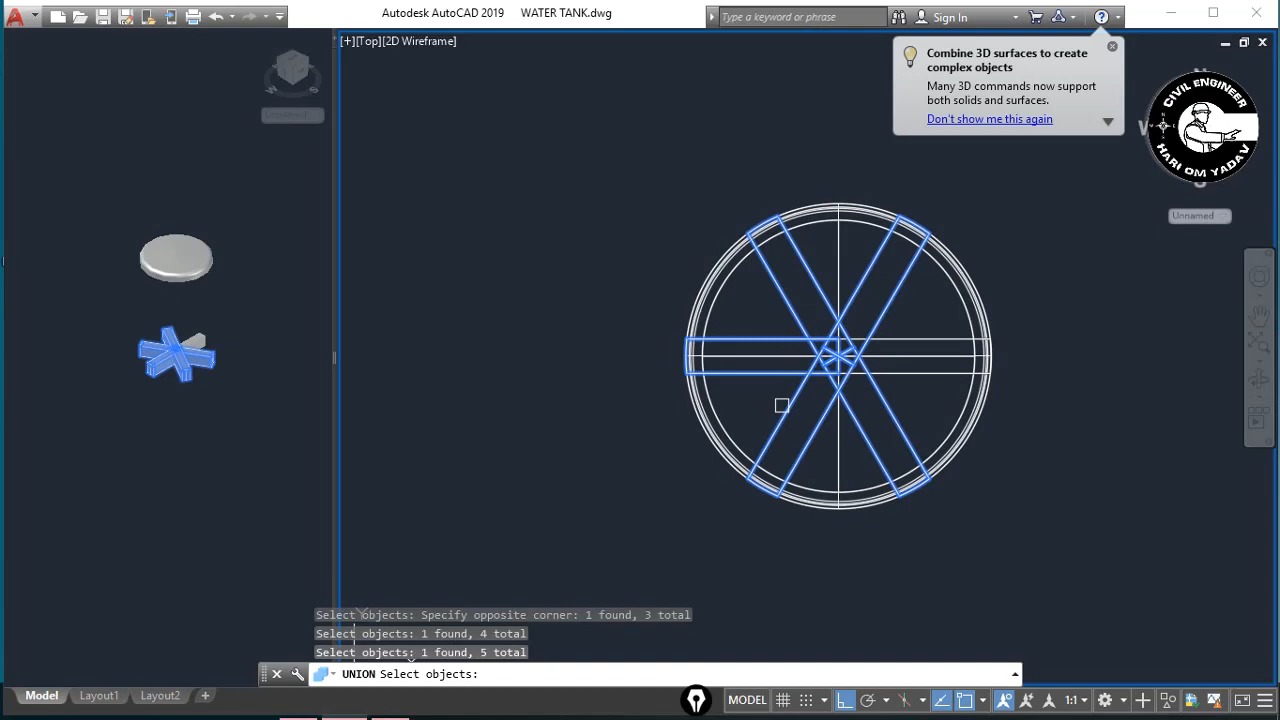 Autodesk AutoCAD 2019 WATER TANK.dwg
Type a keyword or phrase
Sign In
[+][Top][2D Wireframe]
Combine 3D surfaces to create
complex objects
Many 3D commands now support
both solids and surfaces.
Don't show me this again
CIVIL ENGINEER
HARI OM YADAV
Unnamed
Select objects: Specify opposite corner: 1 found, 3 total
Select objects: 1 found, 4 total
Select objects: 1 found, 5 total
UNION Select objects:
Model Layout1 Layout2 +
MODEL
1:1